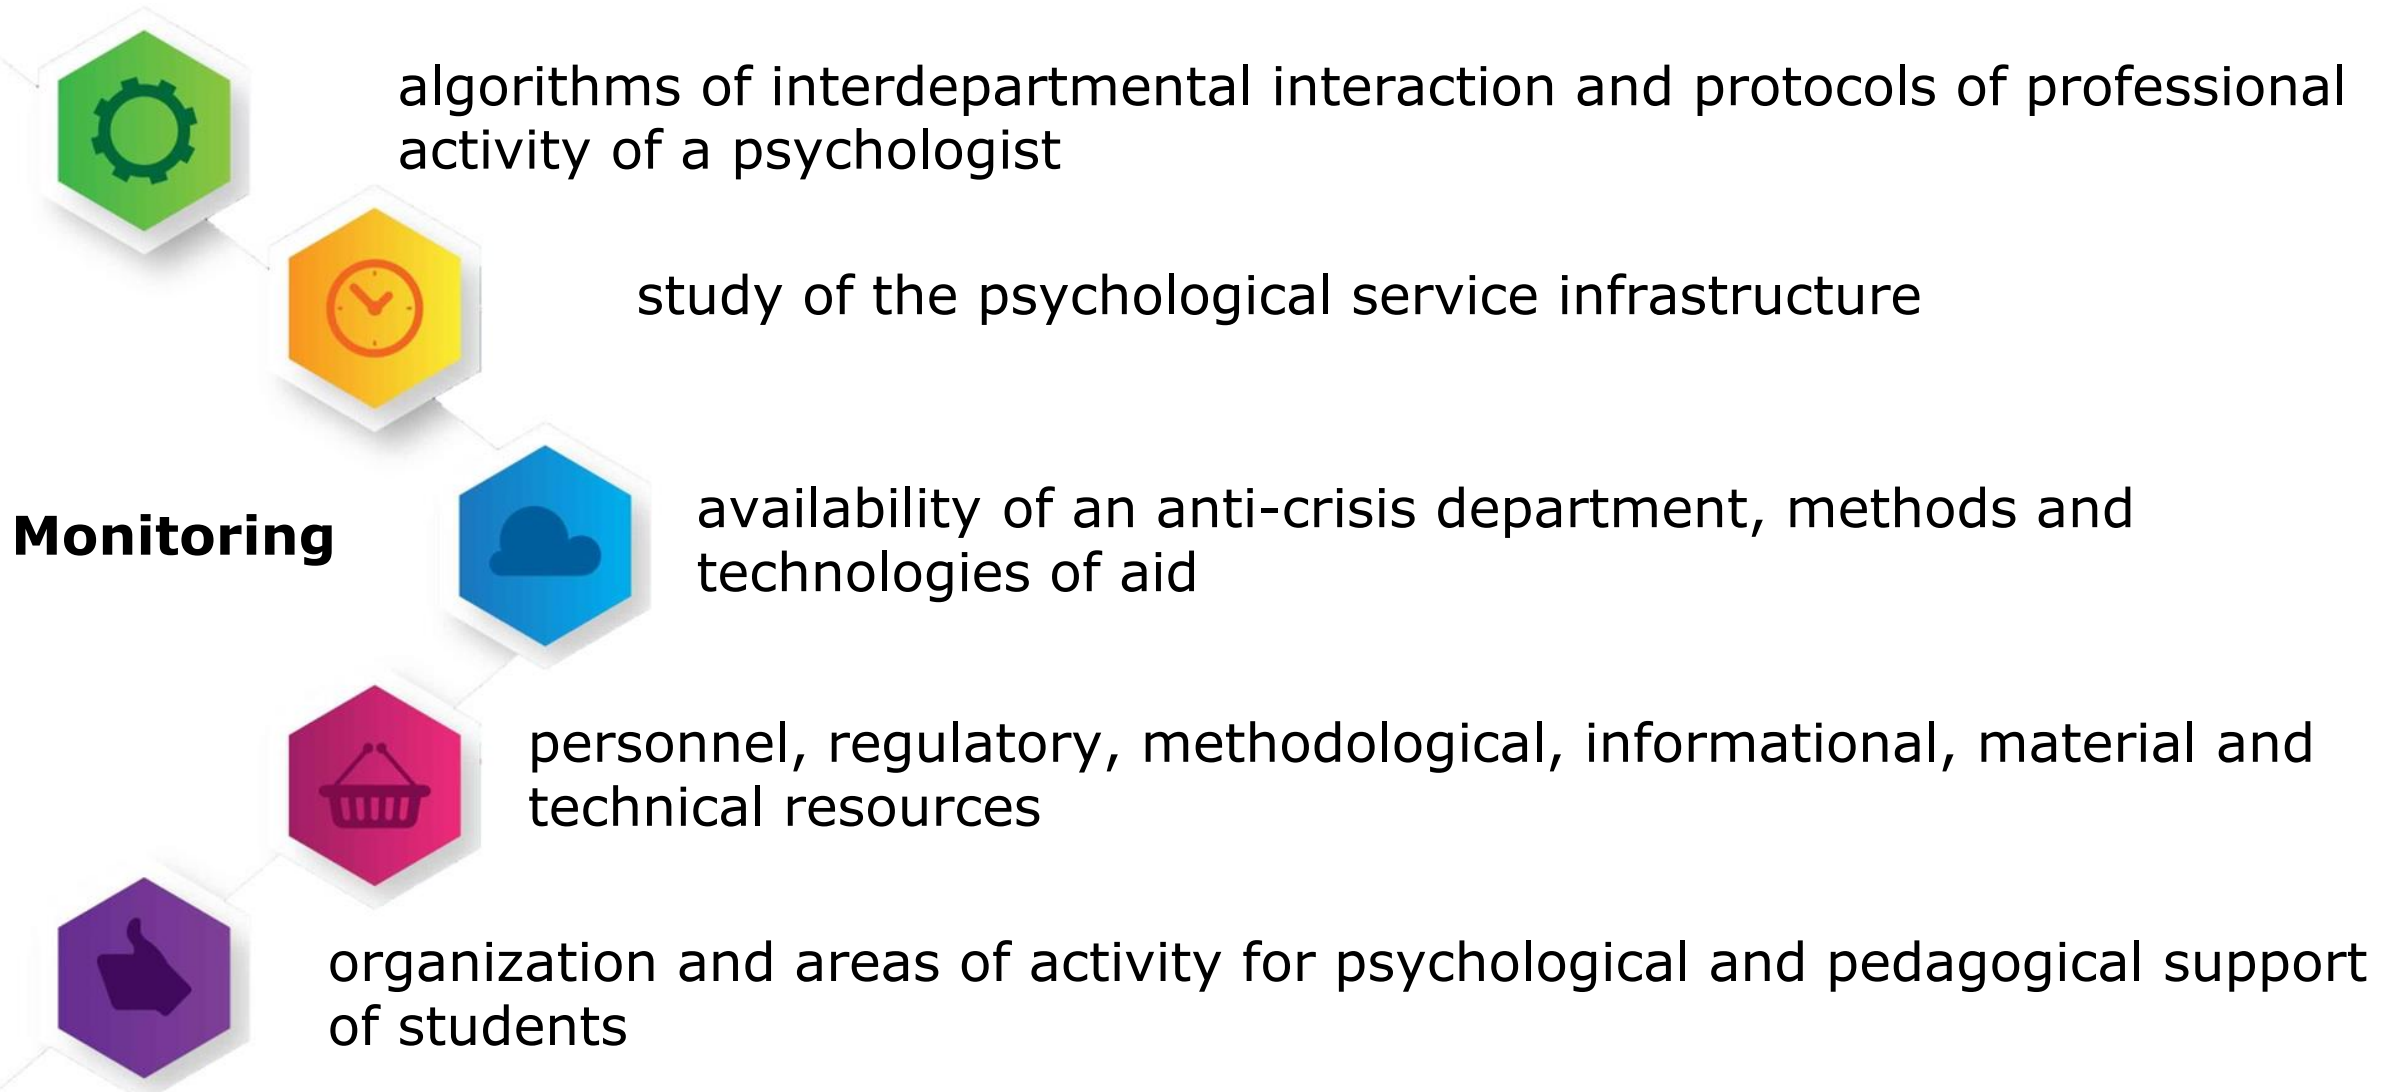 algorithms of interdepartmental interaction and protocols of professional
activity of a psychologist
study of the psychological service infrastructure
Monitoring
availability of an anti-crisis department, methods and
technologies of aid
personnel, regulatory, methodological, informational, material and
technical resources
organization and areas of activity for psychological and pedagogical support
of students